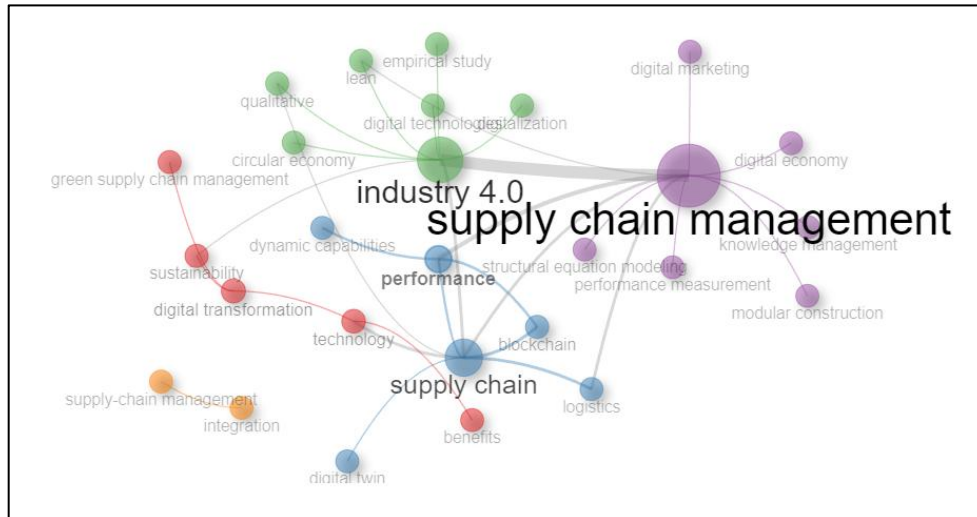 empirical study
digital marketing
lean
qualitative
digital technologies
digitalization
circular economy
digital economy
green supply chain management
industry 4.0
supply chain management
dynamic capabilities
knowledge management
structural equation modeling
sustainability
performance
performance measurement
digital transformation
modular construction
technology
blockchain
supply chain
supply-chain management
logistics
integration
benefits
digital twin